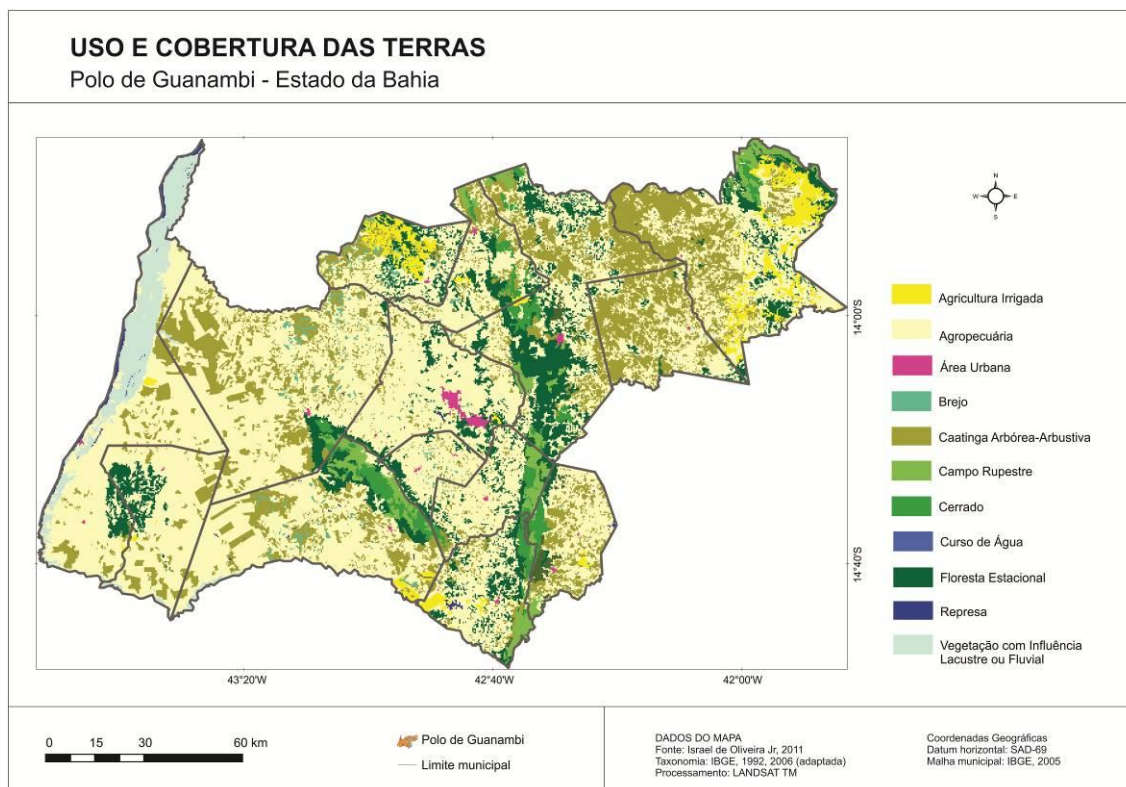 USO E COBERTURA DAS TERRAS
Polo de Guanambi - Estado da Bahia
N
W
E
S
Agricultura Irrigada
Agropecuária
Área Urbana
Brejo
Caatinga Arbórea-Arbustiva
Campo Rupestre
Cerrado
Curso de Água
Floresta Estacional
Represa
Vegetação com Influência
Lacustre ou Fluvial
14°00'S
14°40'S
43°20'W
42°40'W
42°00'W
0 15 30 60 km
Polo de Guanambi
Limite municipal
DADOS DO MAPA
Fonte: Israel de Oliveira Jr, 2011
Taxonomia: IBGE, 1992, 2006 (adaptada)
Processamento: LANDSAT TM
Coordenadas Geográficas
Datum horizontal: SAD-69
Malha municipal: IBGE, 2005